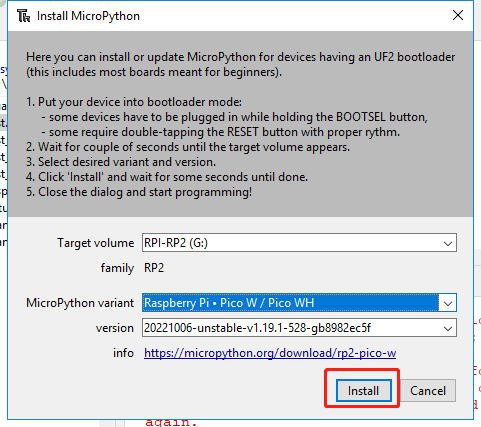 Install MicroPython
Here you can install or update MicroPython for devices having an UF2 bootloader
(this includes most boards meant for beginners).
1. Put your device into bootloader mode:
- some devices have to be plugged in while holding the BOOTSEL button,
- some require double-tapping the RESET button with proper rythm.
2. Wait for couple of seconds until the target volume appears.
3. Select desired variant and version.
4. Click 'Install' and wait for some seconds until done.
5. Close the dialog and start programming!
Target volume RPI-RP2 (G:)
family RP2
MicroPython variant Raspberry Pi • Pico W / Pico WH
version 20221006-unstable-v1.19.1-528-gb8982ec5f
info https://micropython.org/download/rp2-pico-w
Install Cancel
again.